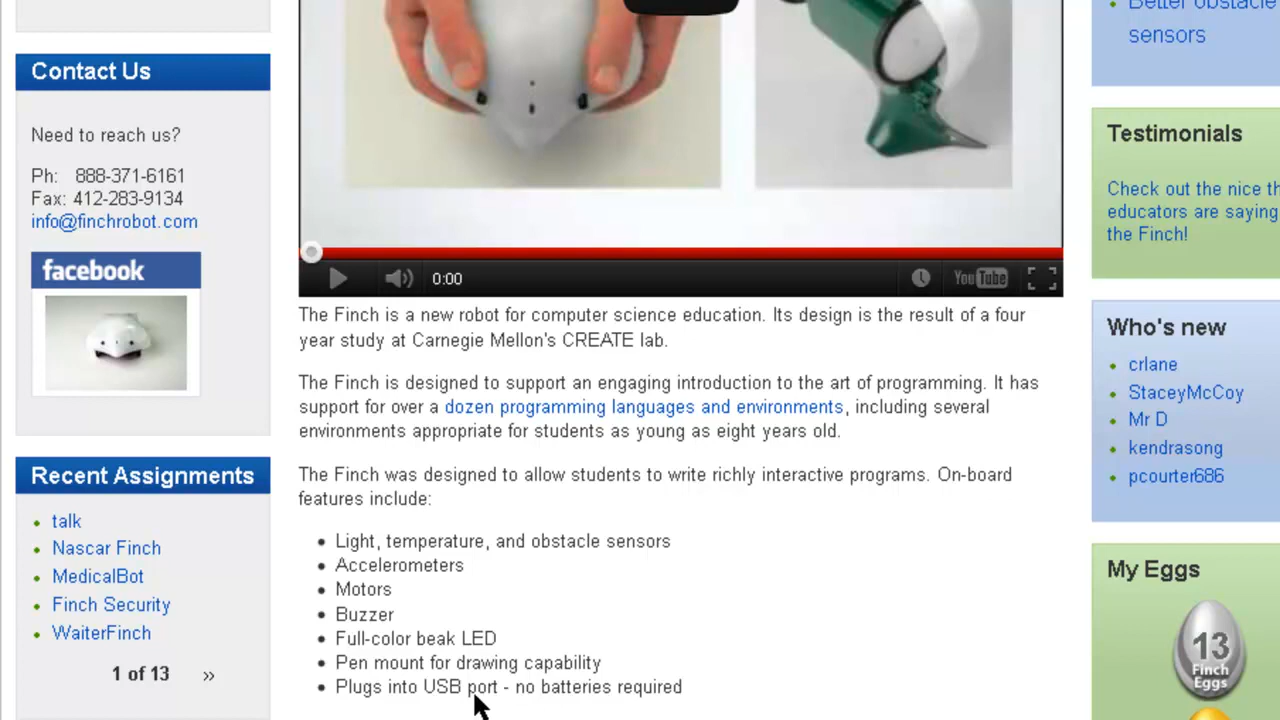 Contact Us
Need to reach us?
Ph: 888-371-6161
Fax: 412-283-9134
info@finchrobot.com
facebook
Recent Assignments
talk
Nascar Finch
MedicalBot
Finch Security
WaiterFinch
1 of 13 »
0:00
YouTube
The Finch is a new robot for computer science education. Its design is the result of a four
year study at Carnegie Mellon's CREATE lab.
The Finch is designed to support an engaging introduction to the art of programming. It has
support for over a dozen programming languages and environments, including several
environments appropriate for students as young as eight years old.
The Finch was designed to allow students to write richly interactive programs. On-board
features include:
Light, temperature, and obstacle sensors
Accelerometers
Motors
Buzzer
Full-color beak LED
Pen mount for drawing capability
Plugs into USB port - no batteries required
Better obstacle
sensors
Testimonials
Check out the nice th
educators are saying
the Finch!
Who's new
crlane
StaceyMcCoy
Mr D
kendrasong
pcourter686
My Eggs
13
Finch
Eggs